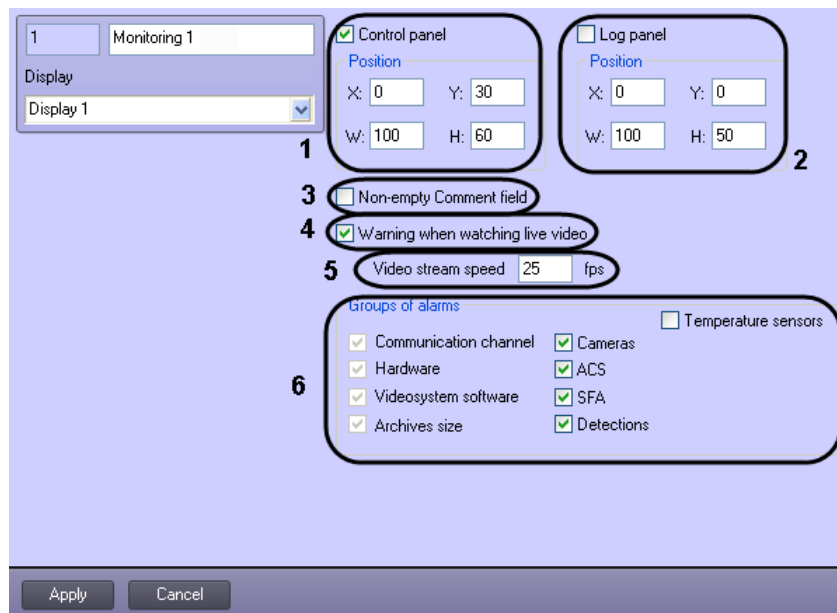 1 Monitoring 1
Display
Display 1
Control panel
Position
X: 0 Y: 30
W: 100 H: 60
1
Log panel
Position
X: 0 Y: 0
W: 100 H: 50
2
3 Non-empty Comment field
4 Warning when watching live video
5 Video stream speed 25 fps
Groups of alarms
Temperature sensors
Communication channel Cameras
Hardware ACS
6 Videosystem software SFA
Archives size Detections
Apply Cancel